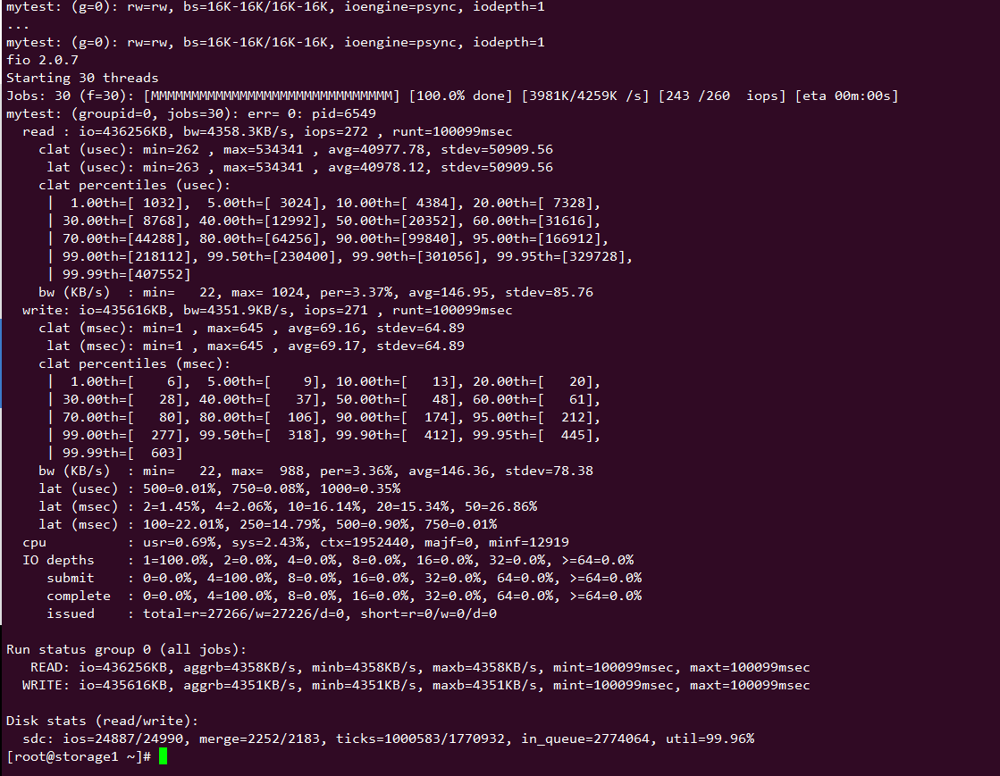 mytest: (g=0): rw=rw, bs=16K-16K/16K-16K, ioengine=psync, iodepth=1
...
mytest: (g=0): rw=rw, bs=16K-16K/16K-16K, ioengine=psync, iodepth=1
fio 2.0.7
Starting 30 threads
Jobs: 30 (f=30): [MMMMMMMMMMMMMMMMMMMMMMMMMMMMMM] [100.0% done] [3981K/4259K /s] [243 /260  iops] [eta 00m:00s]
mytest: (groupid=0, jobs=30): err= 0: pid=6549
  read : io=436256KB, bw=4358.3KB/s, iops=272 , runt=100099msec
    clat (usec): min=262 , max=534341 , avg=40977.78, stdev=50909.56
     lat (usec): min=263 , max=534341 , avg=40978.12, stdev=50909.56
    clat percentiles (usec):
     |  1.00th=[ 1032],  5.00th=[ 3024], 10.00th=[ 4384], 20.00th=[ 7328],
     | 30.00th=[ 8768], 40.00th=[12992], 50.00th=[20352], 60.00th=[31616],
     | 70.00th=[44288], 80.00th=[64256], 90.00th=[99840], 95.00th=[166912],
     | 99.00th=[218112], 99.50th=[230400], 99.90th=[301056], 99.95th=[329728],
     | 99.99th=[407552]
    bw (KB/s)  : min=   22, max= 1024, per=3.37%, avg=146.95, stdev=85.76
  write: io=435616KB, bw=4351.9KB/s, iops=271 , runt=100099msec
    clat (msec): min=1 , max=645 , avg=69.16, stdev=64.89
     lat (msec): min=1 , max=645 , avg=69.17, stdev=64.89
    clat percentiles (msec):
     |  1.00th=[    6],  5.00th=[    9], 10.00th=[   13], 20.00th=[   20],
     | 30.00th=[   28], 40.00th=[   37], 50.00th=[   48], 60.00th=[   61],
     | 70.00th=[   80], 80.00th=[  106], 90.00th=[  174], 95.00th=[  212],
     | 99.00th=[  277], 99.50th=[  318], 99.90th=[  412], 99.95th=[  445],
     | 99.99th=[  603]
    bw (KB/s)  : min=   22, max=  988, per=3.36%, avg=146.36, stdev=78.38
    lat (usec) : 500=0.01%, 750=0.08%, 1000=0.35%
    lat (msec) : 2=1.45%, 4=2.06%, 10=16.14%, 20=15.34%, 50=26.86%
    lat (msec) : 100=22.01%, 250=14.79%, 500=0.90%, 750=0.01%
  cpu          : usr=0.69%, sys=2.43%, ctx=1952440, majf=0, minf=12919
  IO depths    : 1=100.0%, 2=0.0%, 4=0.0%, 8=0.0%, 16=0.0%, 32=0.0%, >=64=0.0%
     submit    : 0=0.0%, 4=100.0%, 8=0.0%, 16=0.0%, 32=0.0%, 64=0.0%, >=64=0.0%
     complete  : 0=0.0%, 4=100.0%, 8=0.0%, 16=0.0%, 32=0.0%, 64=0.0%, >=64=0.0%
     issued    : total=r=27266/w=27226/d=0, short=r=0/w=0/d=0

Run status group 0 (all jobs):
   READ: io=436256KB, aggrb=4358KB/s, minb=4358KB/s, maxb=4358KB/s, mint=100099msec, maxt=100099msec
  WRITE: io=435616KB, aggrb=4351KB/s, minb=4351KB/s, maxb=4351KB/s, mint=100099msec, maxt=100099msec

Disk stats (read/write):
  sdc: ios=24887/24990, merge=2252/2183, ticks=1000583/1770932, in_queue=2774064, util=99.96%
[root@storage1 ~]#